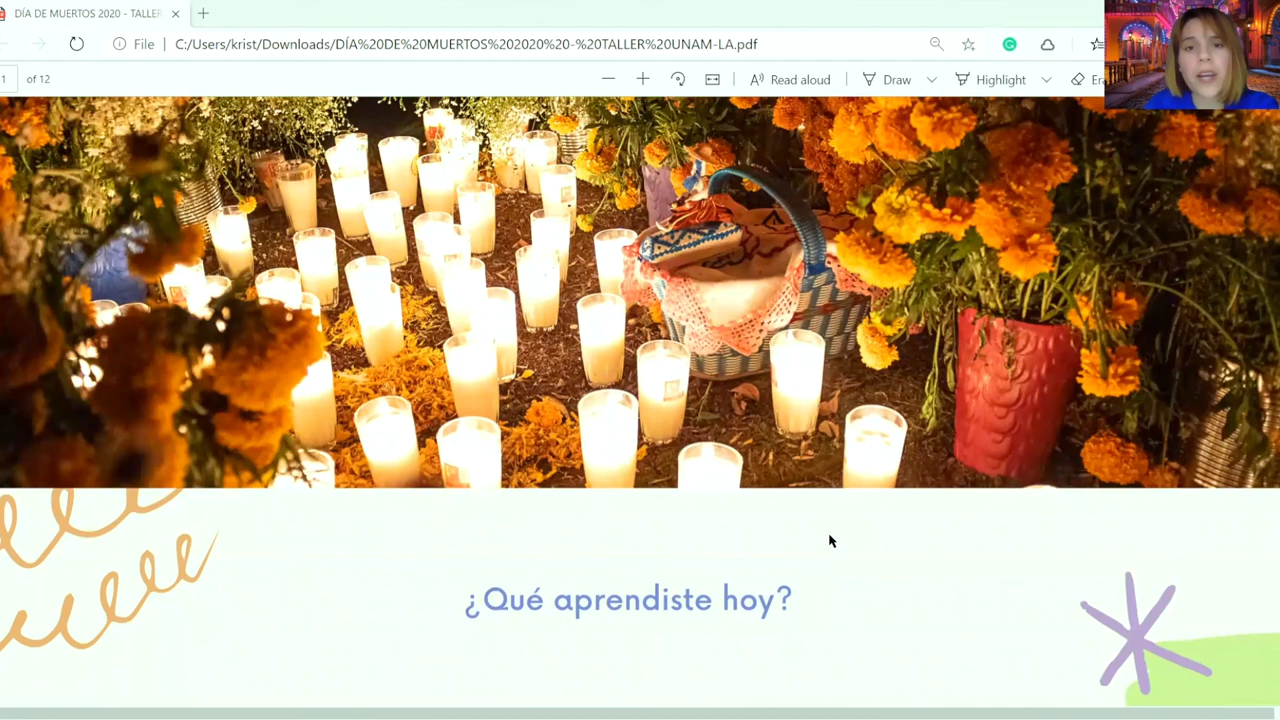 DÍA DE MUERTOS 2020 - TALLER
File
C:/Users/krist/Downloads/DÍA%20DE%20MUERTOS%202020%20-%20TALLER%20UNAM-LA.pdf
1 of 12
Read aloud
Draw
Highlight
Er
¿Qué aprendiste hoy?